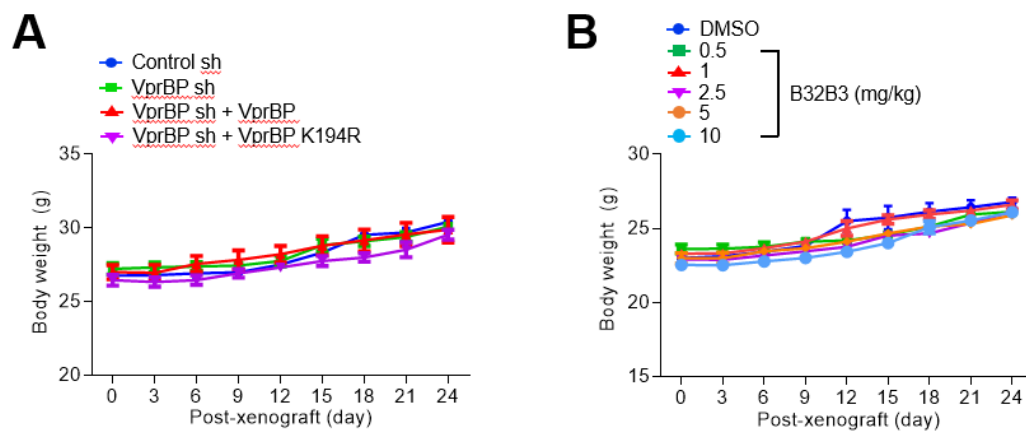 A
Control sh
VprBP sh
VprBP sh + VprBP
VprBP sh + VprBP K194R
35
30
25
20
Body weight (g)
0 3 6 9 12 15 18 21 24
Post-xenograft (day)
B
DMSO
0.5
1
2.5
5
10
B32B3 (mg/kg)
30
25
20
15
Body weight (g)
0 3 6 9 12 15 18 21 24
Post-xenograft (day)